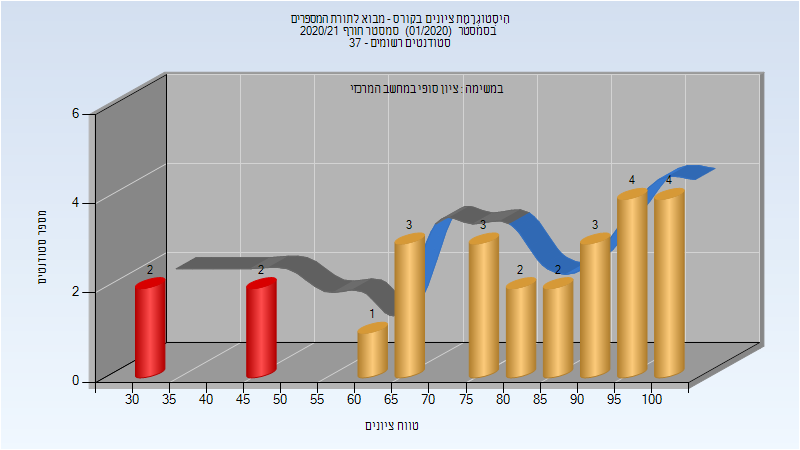 הִיסְטוֹגְרָמַת ציונים בקורס - מבוא לתורת המספרים
בסמסטר (01/2020) סמסטר חורף 2020/21
סטודנטים רשומים - 37
במשימה : ציון סופי במחשב המרכזי
מספר סטודנטים
6
4
2
0
2
2
1
3
3
2
2
3
4
4
30 35 40 45 50 55 60 65 70 75 80 85 90 95 100
טווח ציונים